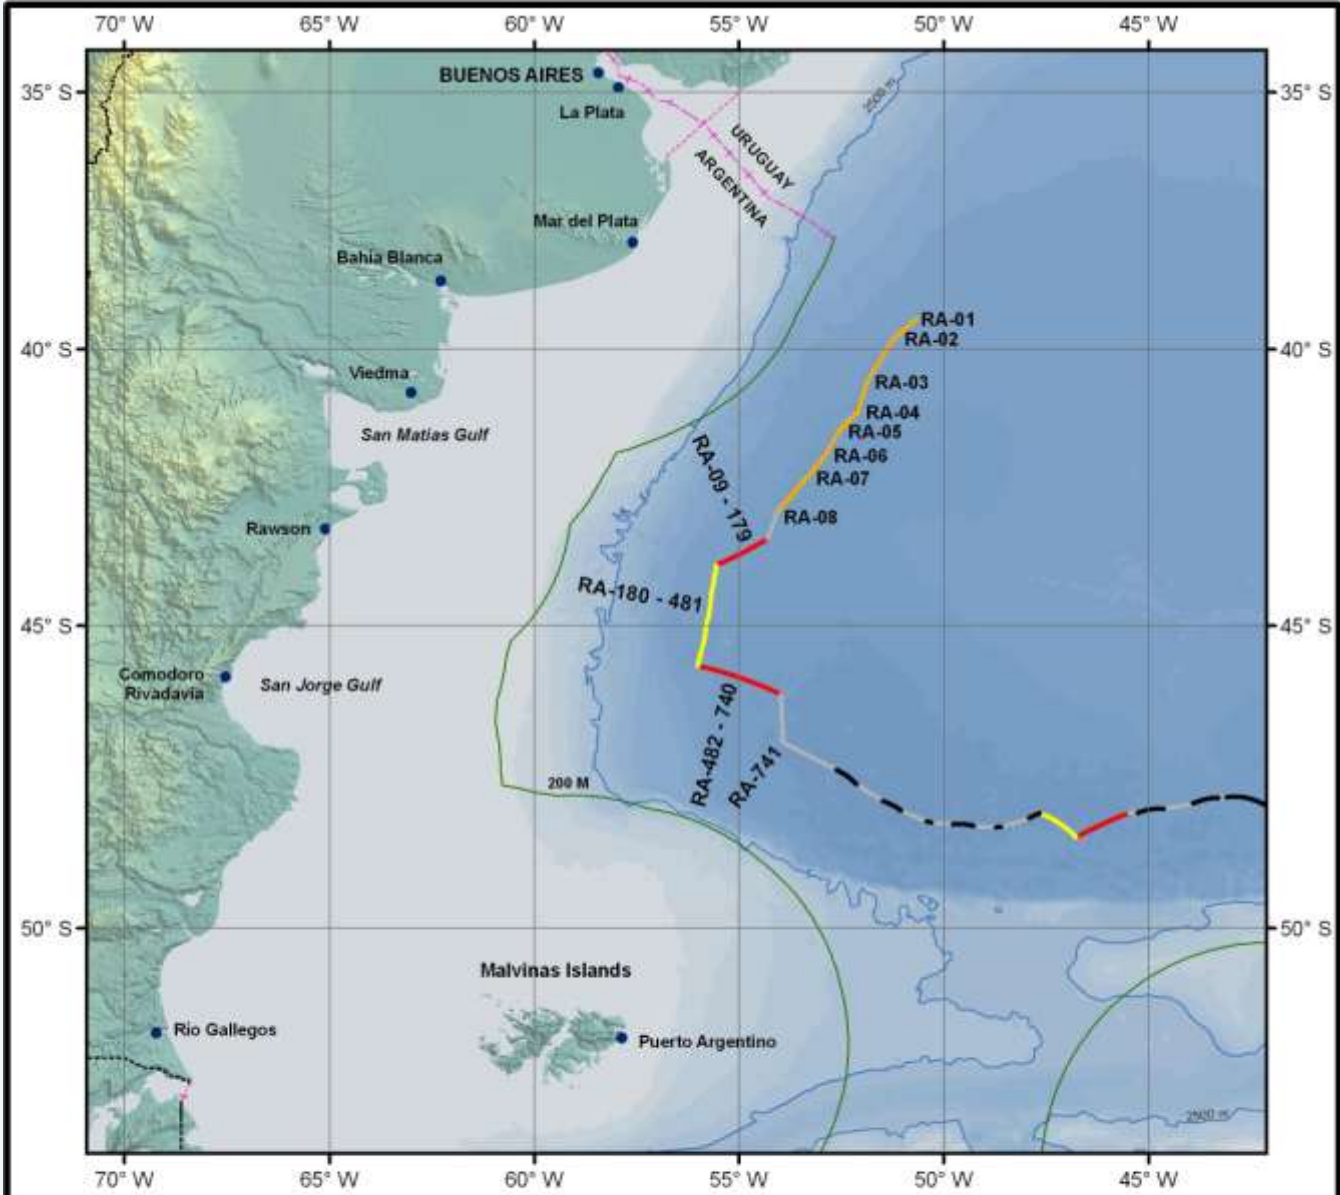 70° W 65° W 60° W 55° W 50° W 45° W
BUENOS AIRES
35° S 35° S
2500 m
La Plata
URUGUAY
ARGENTINA
Mar del Plata
Bahía Blanca
RA-01
RA-02
40° S 40° S
Viedma
RA-03
RA-04
San Matias Gulf
RA-05
RA-06
RA-09 - 179
RA-07
RA-08
Rawson
RA-180 - 481
45° S 45° S
Comodoro
Rivadavia
San Jorge Gulf
RA-482 - 740
RA-741
200 M
50° S 50° S
Malvinas Islands
Río Gallegos
Puerto Argentino
2500 m
70° W 65° W 60° W 55° W 50° W 45° W